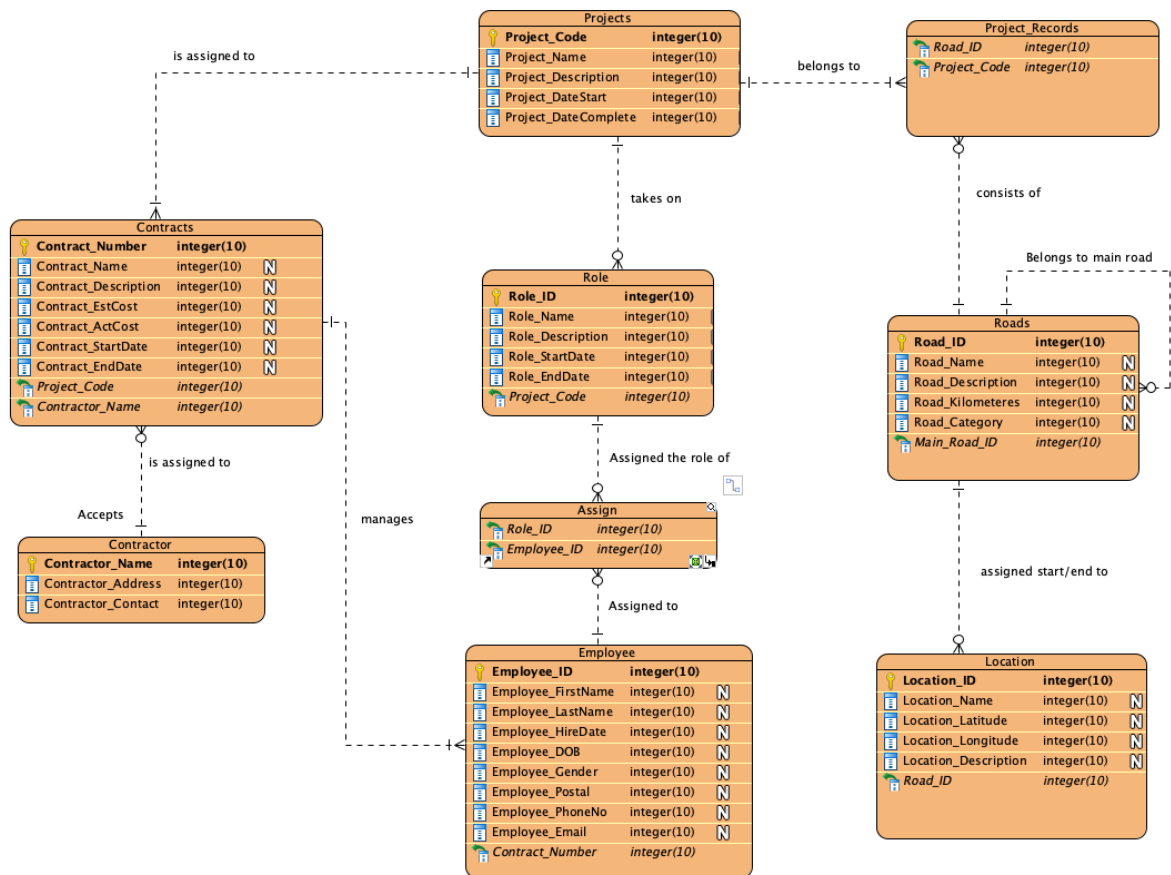 Projects
Project_Code integer(10)
Project_Name integer(10)
Project_Description integer(10)
Project_DateStart integer(10)
Project_DateComplete integer(10)
Project_Records
Road_ID integer(10)
Project_Code integer(10)
is assigned to
belongs to
takes on
consists of
Contracts
Contract_Number integer(10)
Contract_Name integer(10) N
Contract_Description integer(10) N
Contract_EstCost integer(10) N
Contract_ActCost integer(10) N
Contract_StartDate integer(10) N
Contract_EndDate integer(10) N
Project_Code integer(10)
Contractor_Name integer(10)
Role
Role_ID integer(10)
Role_Name integer(10)
Role_Description integer(10)
Role_StartDate integer(10)
Role_EndDate integer(10)
Project_Code integer(10)
Belongs to main road
Roads
Road_ID integer(10)
Road_Name integer(10) N
Road_Description integer(10) N
Road_Kilometeres integer(10) N
Road_Category integer(10) N
Main_Road_ID integer(10)
is assigned to
Accepts
manages
Assigned the role of
Assign
Role_ID integer(10)
Employee_ID integer(10)
Assigned to
assigned start/end to
Contractor
Contractor_Name integer(10)
Contractor_Address integer(10)
Contractor_Contact integer(10)
Employee
Employee_ID integer(10)
Employee_FirstName integer(10) N
Employee_LastName integer(10) N
Employee_HireDate integer(10) N
Employee_DOB integer(10) N
Employee_Gender integer(10) N
Employee_Postal integer(10) N
Employee_PhoneNo integer(10) N
Employee_Email integer(10) N
Contract_Number integer(10)
Location
Location_ID integer(10)
Location_Name integer(10) N
Location_Latitude integer(10) N
Location_Longitude integer(10) N
Location_Description integer(10) N
Road_ID integer(10)